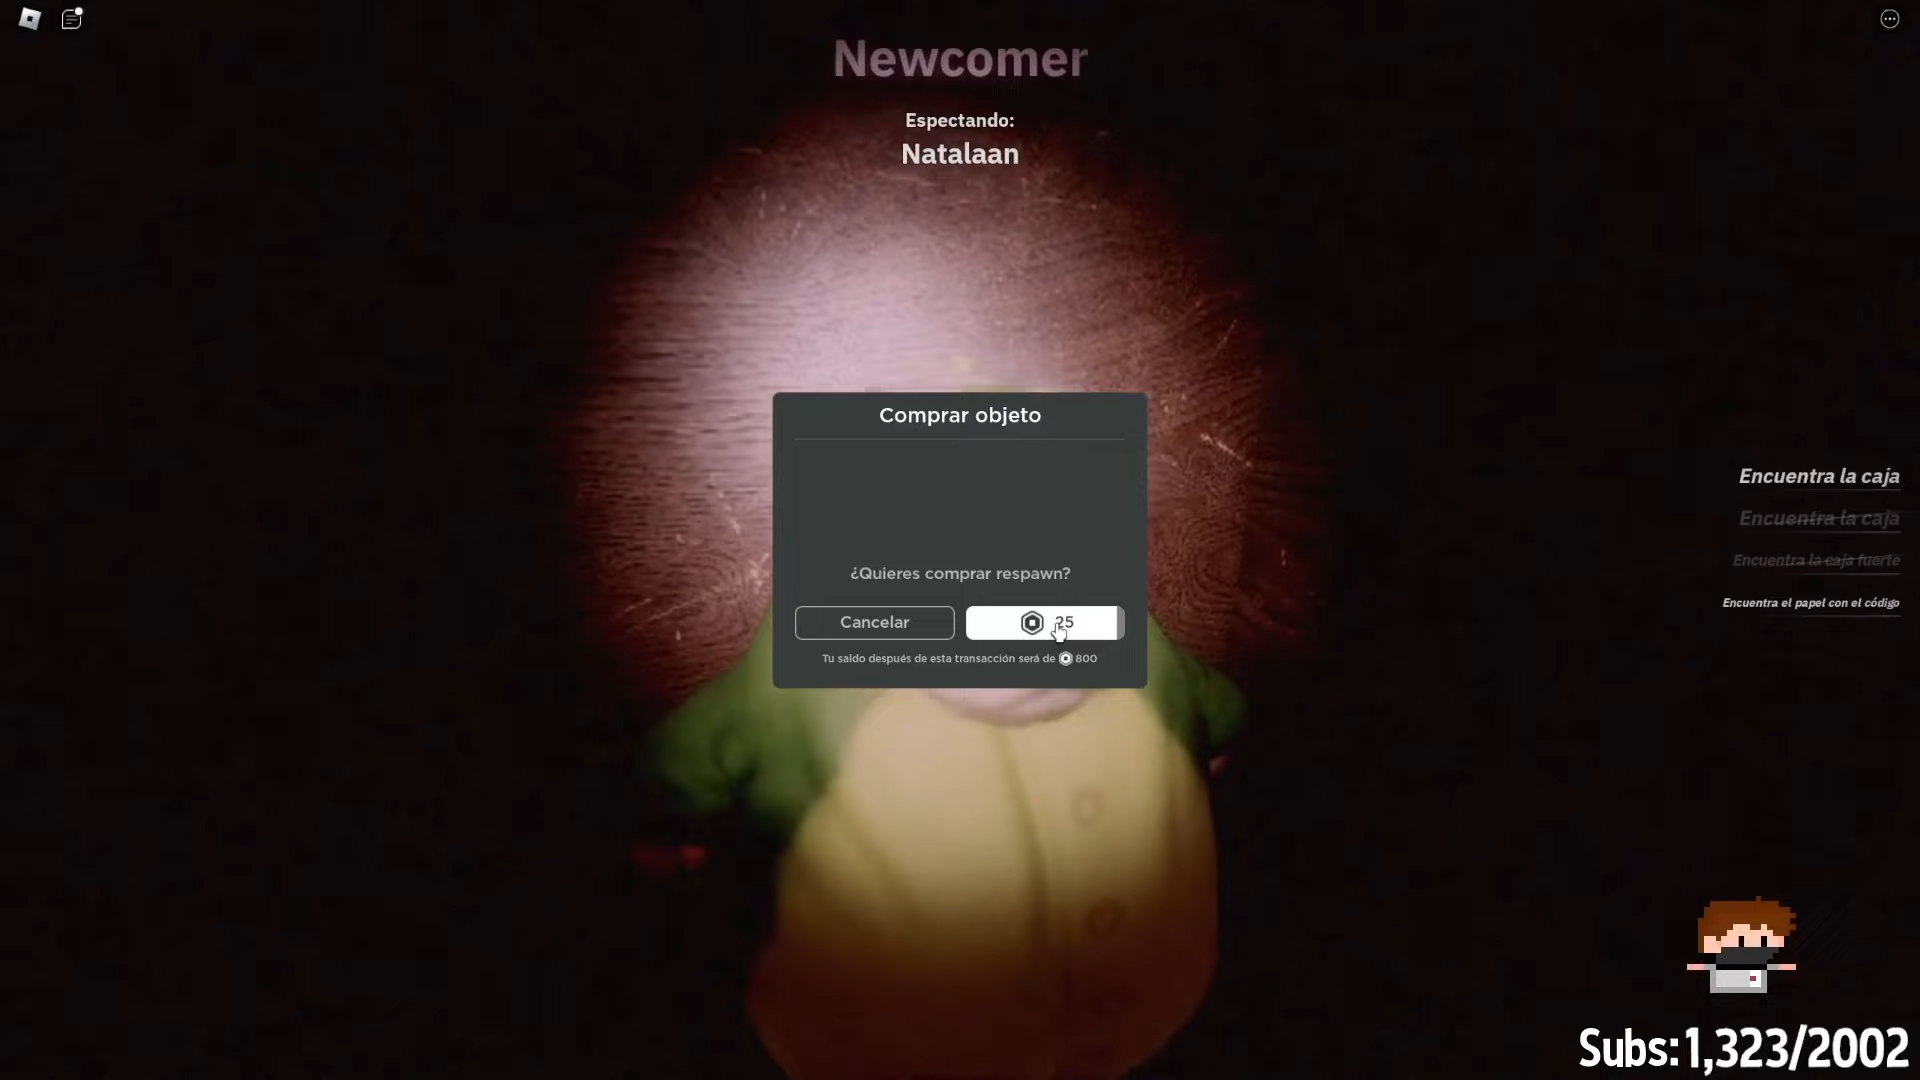 Newcomer
Espectando:
Natalaan
Comprar objeto
¿Quieres comprar respawn?
Cancelar
25
Tu saldo después de esta transacción será de 800
Encuentra la caja
Encuentra la caja
Encuentra la caja fuerte
Encuentra el papel con el código
Subs:1,323/2002